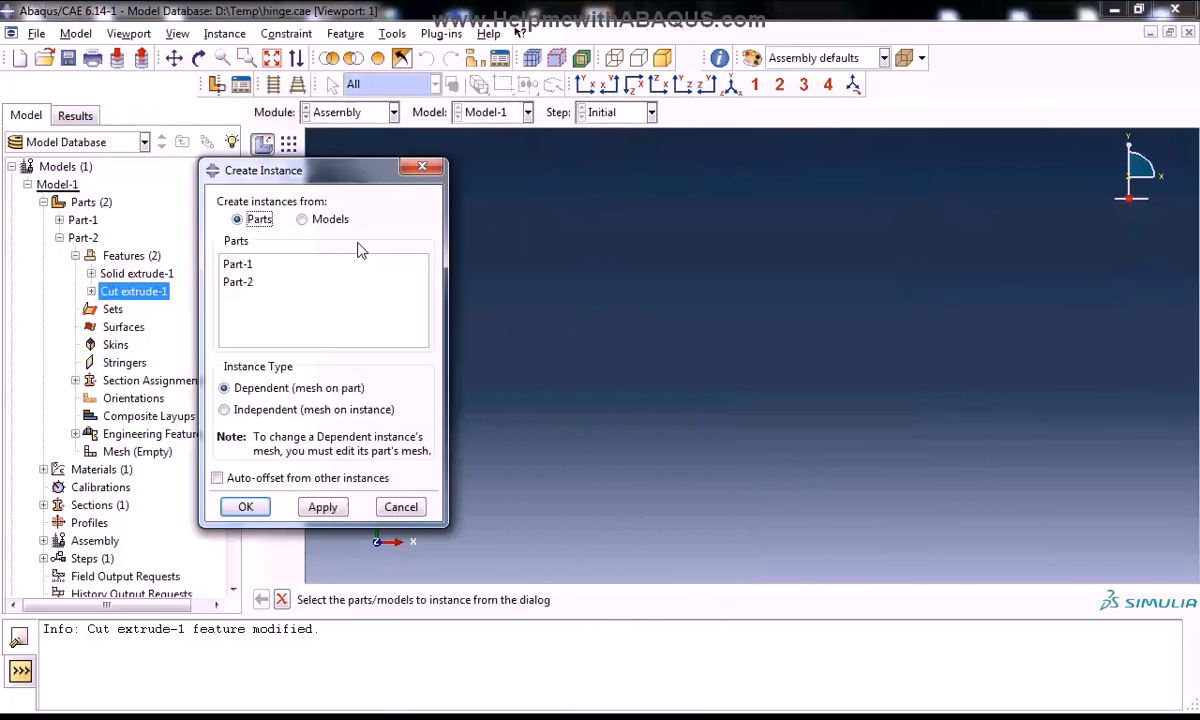 Abaqus/CAE 6.14-1 - Model Database: D:\Temp\hinge.cae [Viewport: 1]
www.HelpmewithABAQUS.com
File Model Viewport View Instance Constraint Feature Tools Plug-ins Help
Assembly defaults
All
1 2 3 4
Model Results
Module: Assembly Model: Model-1 Step: Initial
Model Database
Models (1)
Model-1
Parts (2)
Part-1
Part-2
Features (2)
Solid extrude-1
Cut extrude-1
Sets
Surfaces
Skins
Stringers
Section Assignmen
Orientations
Composite Layups
Engineering Featur
Mesh (Empty)
Materials (1)
Calibrations
Sections (1)
Profiles
Assembly
Steps (1)
Field Output Requests
History Output Requests
Create Instance
Create instances from:
Parts Models
Parts
Part-1
Part-2
Instance Type
Dependent (mesh on part)
Independent (mesh on instance)
Note: To change a Dependent instance's
mesh, you must edit its part's mesh.
Auto-offset from other instances
OK Apply Cancel
Y
X
Z
X
Select the parts/models to instance from the dialog
SIMULIA
Info: Cut extrude-1 feature modified.
>>>